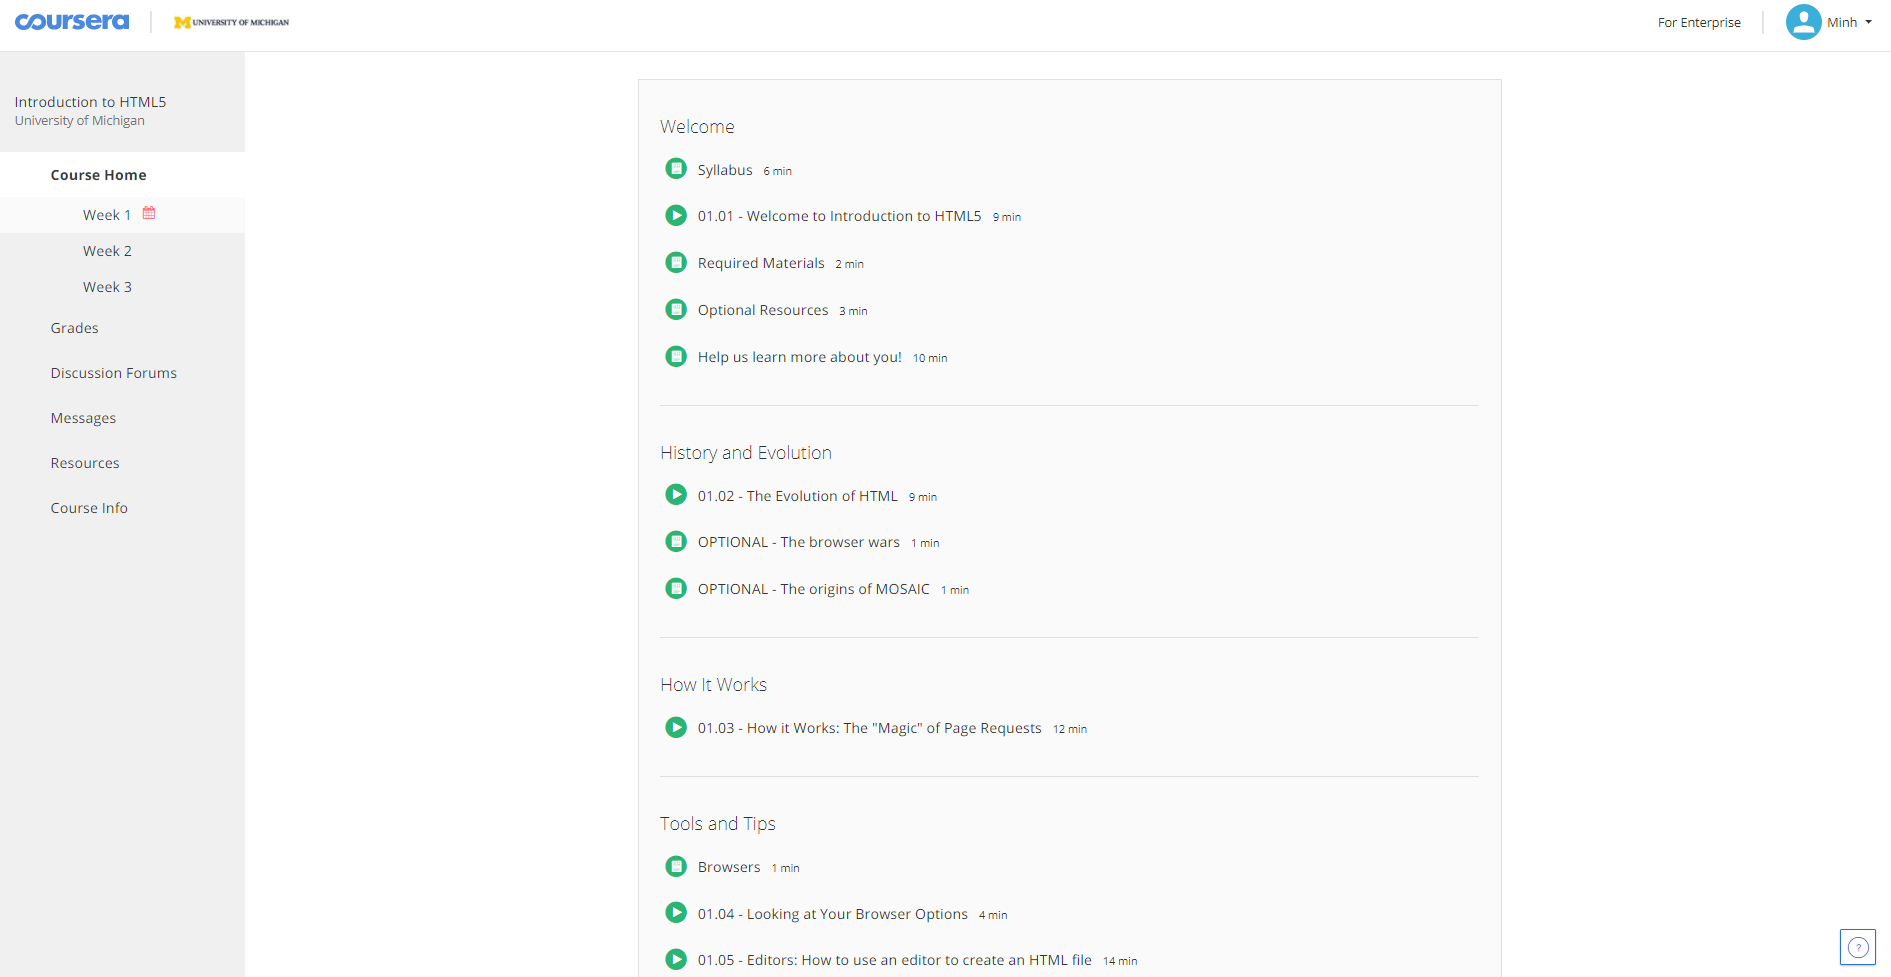 coursera
M UNIVERSITY OF MICHIGAN
For Enterprise
Minh
Introduction to HTML5
University of Michigan
Course Home
Week 1
Week 2
Week 3
Grades
Discussion Forums
Messages
Resources
Course Info
Welcome
Syllabus 6 min
01.01 - Welcome to Introduction to HTML5 9 min
Required Materials 2 min
Optional Resources 3 min
Help us learn more about you! 10 min
History and Evolution
01.02 - The Evolution of HTML 9 min
OPTIONAL - The browser wars 1 min
OPTIONAL - The origins of MOSAIC 1 min
How It Works
01.03 - How it Works: The "Magic" of Page Requests 12 min
Tools and Tips
Browsers 1 min
01.04 - Looking at Your Browser Options 4 min
01.05 - Editors: How to use an editor to create an HTML file 14 min
?